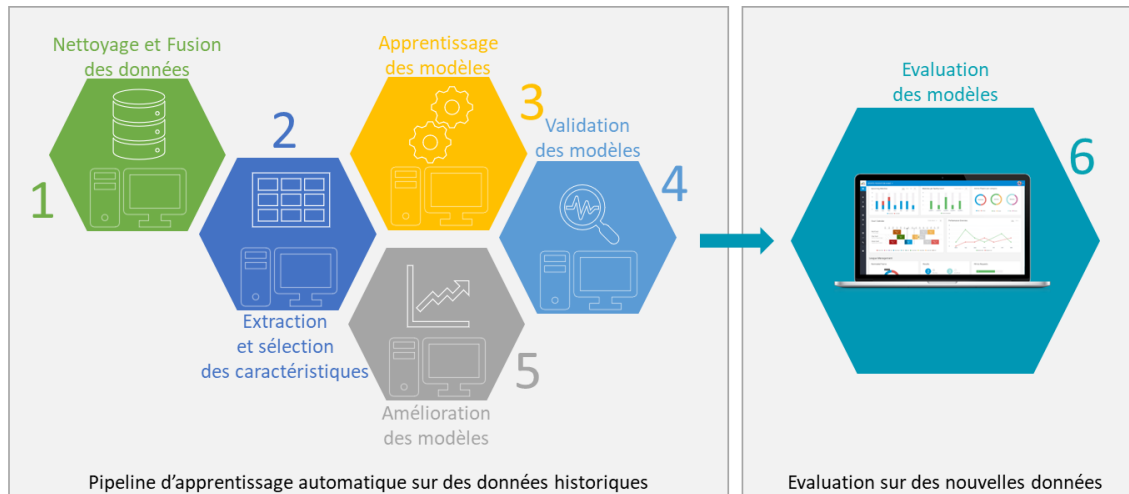 Nettoyage et Fusion
des données
1
2
Extraction
et sélection
des caractéristiques
Apprentissage
des modèles
3
Validation
des modèles
4
5
Amélioration
des modèles
Pipeline d’apprentissage automatique sur des données historiques
Evaluation
des modèles
6
Evaluation sur des nouvelles données